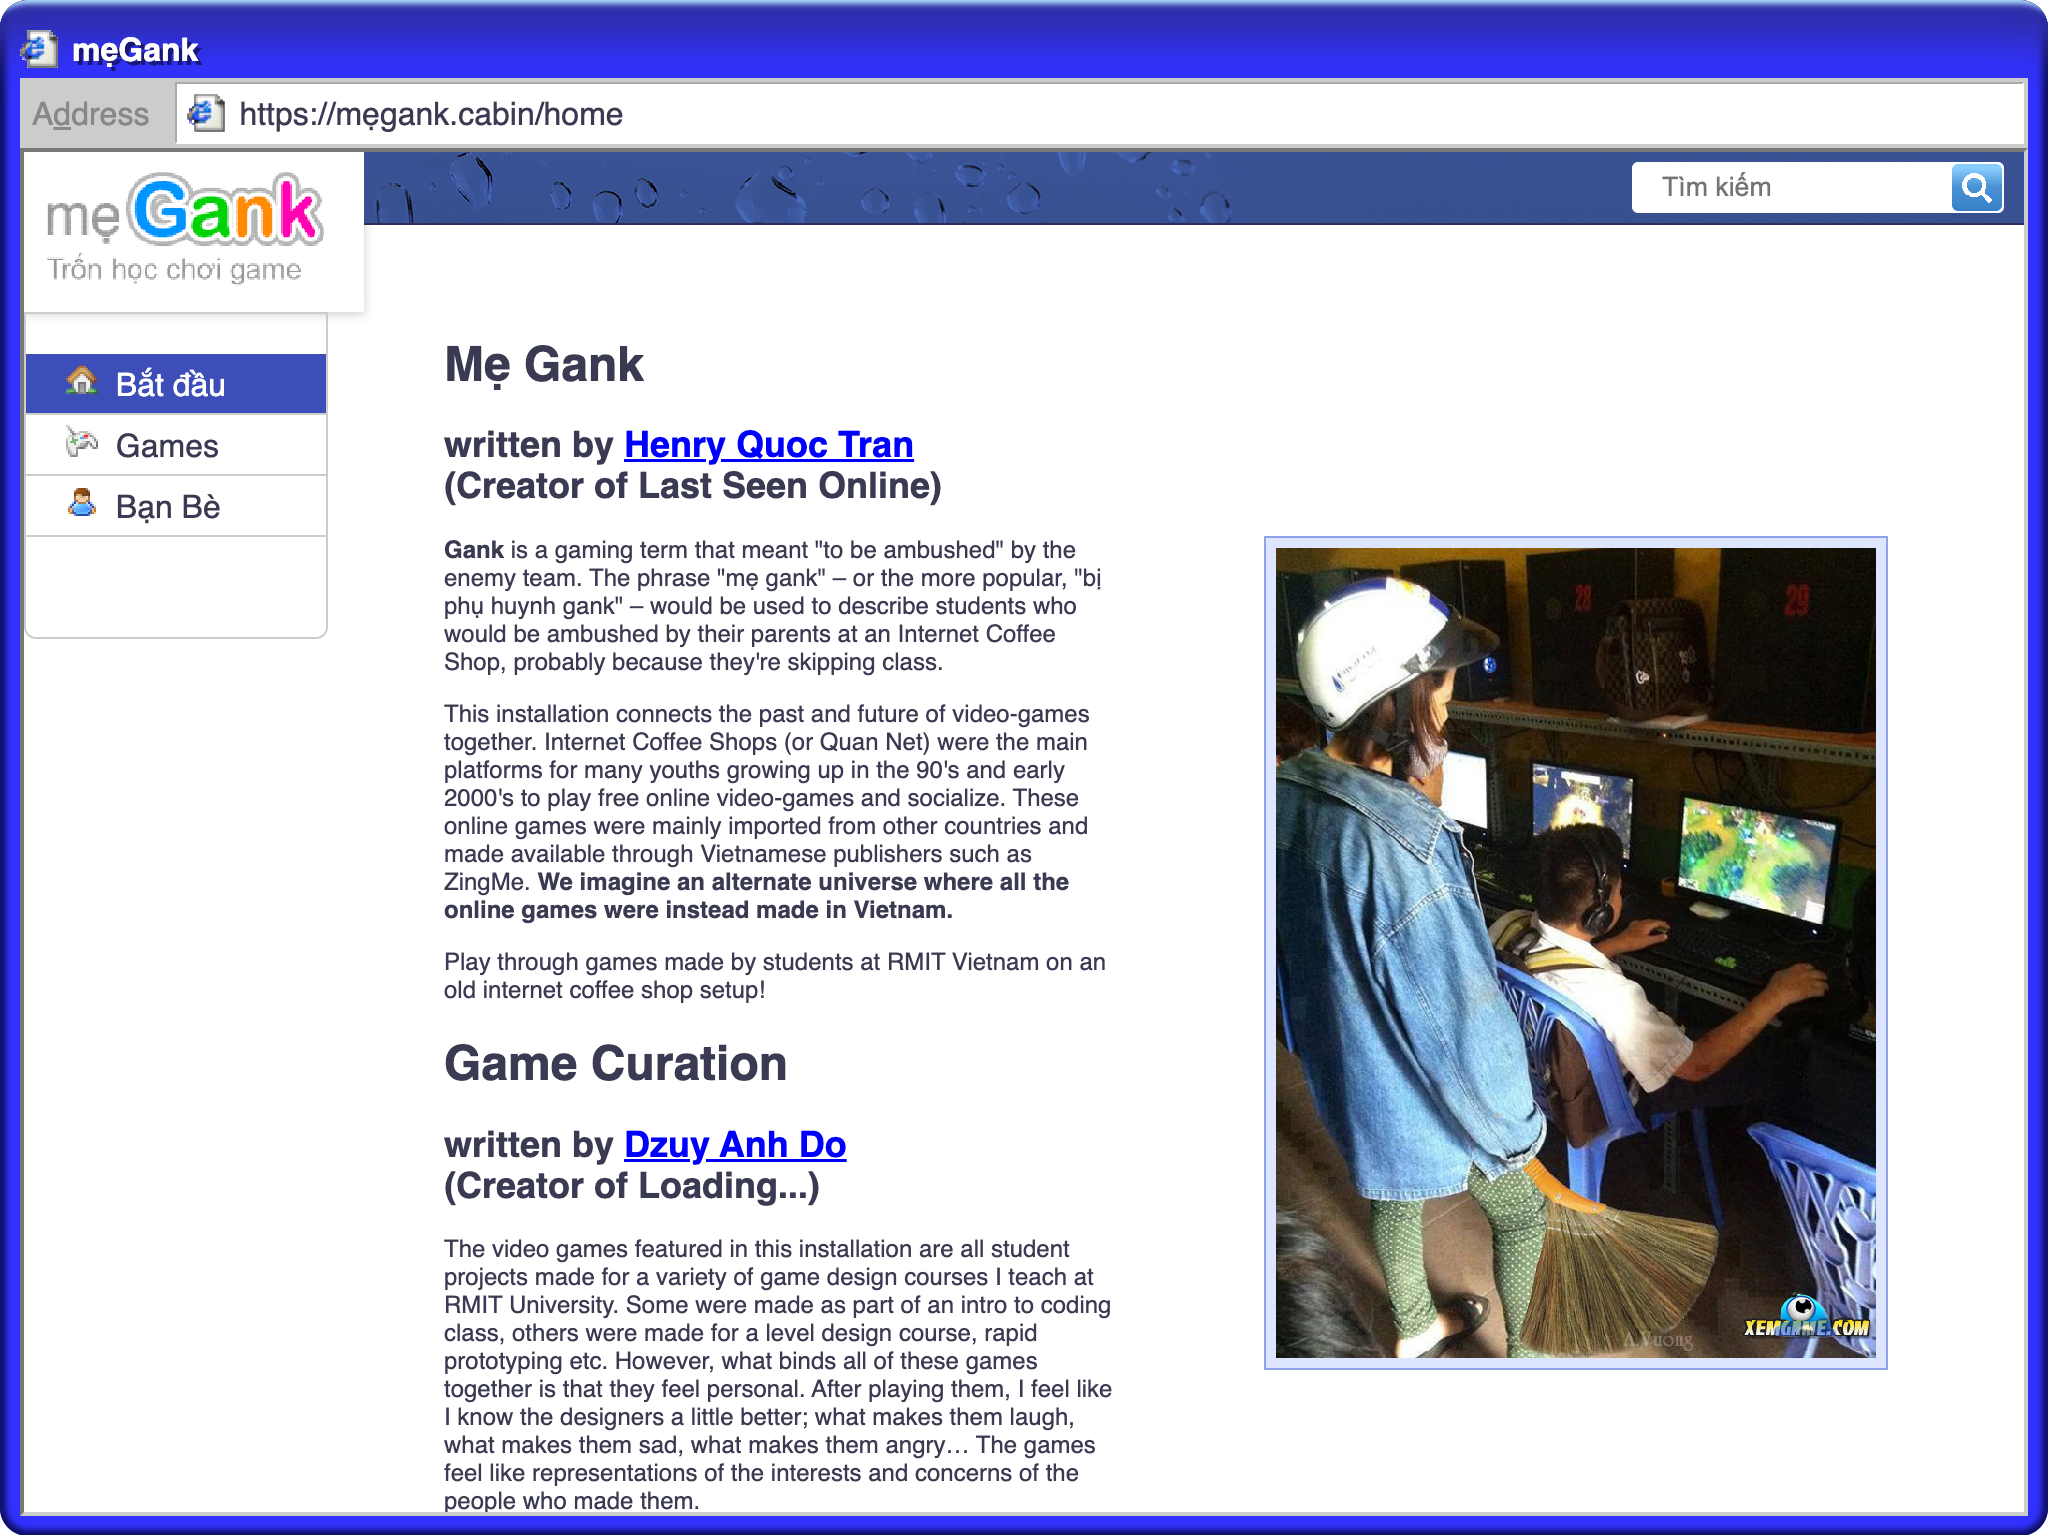 mẹGank
Address
https://mẹgank.cabin/home
mẹ Gank
Trốn học chơi game
Tìm kiếm
Bắt đầu
Games
Bạn Bè
Mẹ Gank
written by Henry Quoc Tran
(Creator of Last Seen Online)
Gank is a gaming term that meant "to be ambushed" by the
enemy team. The phrase "mẹ gank" – or the more popular, "bị
phụ huynh gank" – would be used to describe students who
would be ambushed by their parents at an Internet Coffee
Shop, probably because they're skipping class.
This installation connects the past and future of video-games
together. Internet Coffee Shops (or Quan Net) were the main
platforms for many youths growing up in the 90's and early
2000's to play free online video-games and socialize. These
online games were mainly imported from other countries and
made available through Vietnamese publishers such as
ZingMe. We imagine an alternate universe where all the
online games were instead made in Vietnam.
Play through games made by students at RMIT Vietnam on an
old internet coffee shop setup!
Game Curation
written by Dzuy Anh Do
(Creator of Loading...)
The video games featured in this installation are all student
projects made for a variety of game design courses I teach at
RMIT University. Some were made as part of an intro to coding
class, others were made for a level design course, rapid
prototyping etc. However, what binds all of these games
together is that they feel personal. After playing them, I feel like
I know the designers a little better; what makes them laugh,
what makes them sad, what makes them angry… The games
feel like representations of the interests and concerns of the
people who made them.
28
29
A.Vuong
XEMGAME.COM